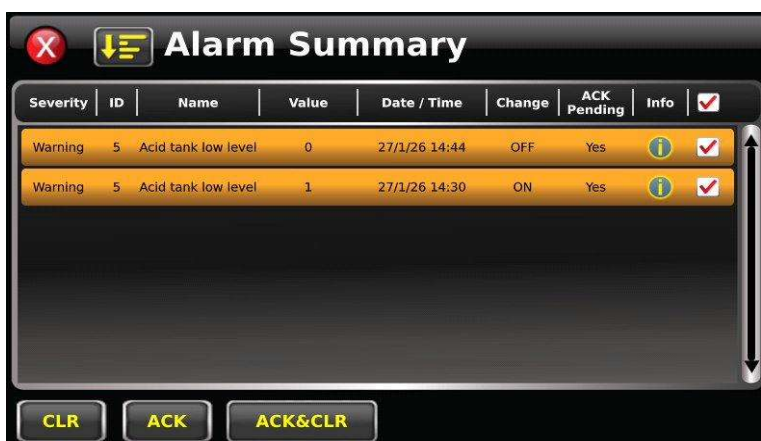 X Alarm Summary
Severity ID Name Value Date / Time Change ACK Pending Info
Warning 5 Acid tank low level 0 27/1/26 14:44 OFF Yes i
Warning 5 Acid tank low level 1 27/1/26 14:30 ON Yes i
CLR ACK ACK&CLR